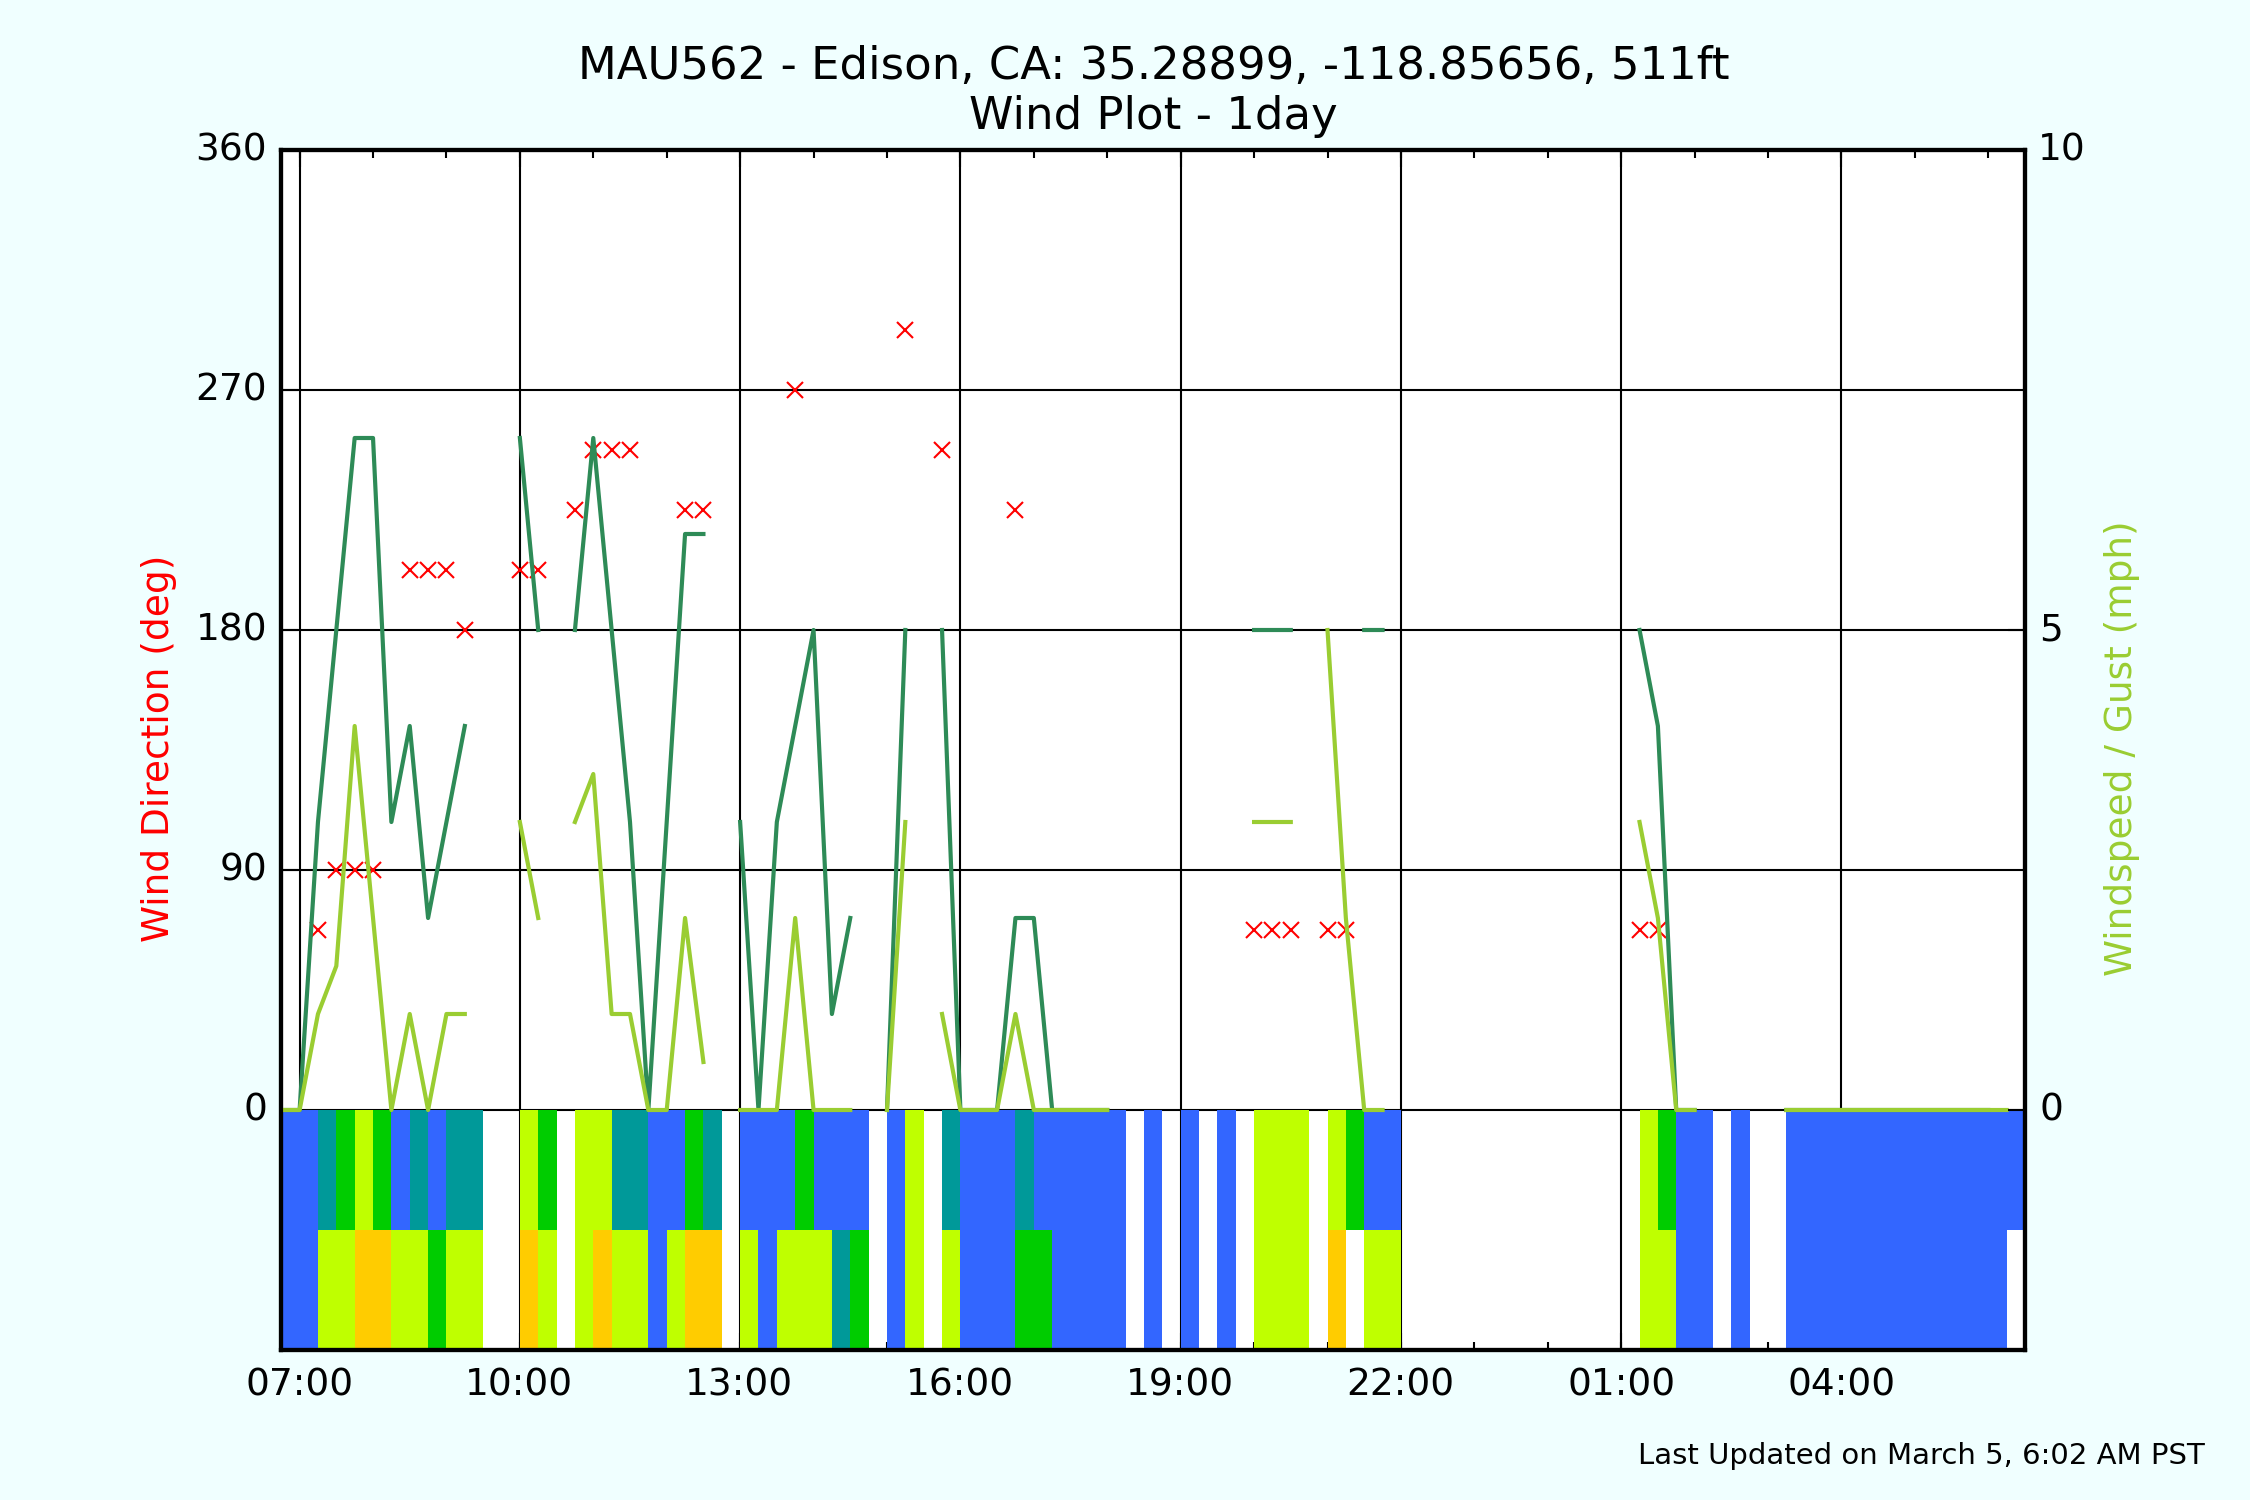 MAU562 - Edison, CA: 35.28899, -118.85656, 511ft
Wind Plot - 1day
360
270
180
90
0
10
5
0
Wind Direction (deg)
Windspeed / Gust (mph)
07:00 10:00 13:00 16:00 19:00 22:00 01:00 04:00
Last Updated on March 5, 6:02 AM PST